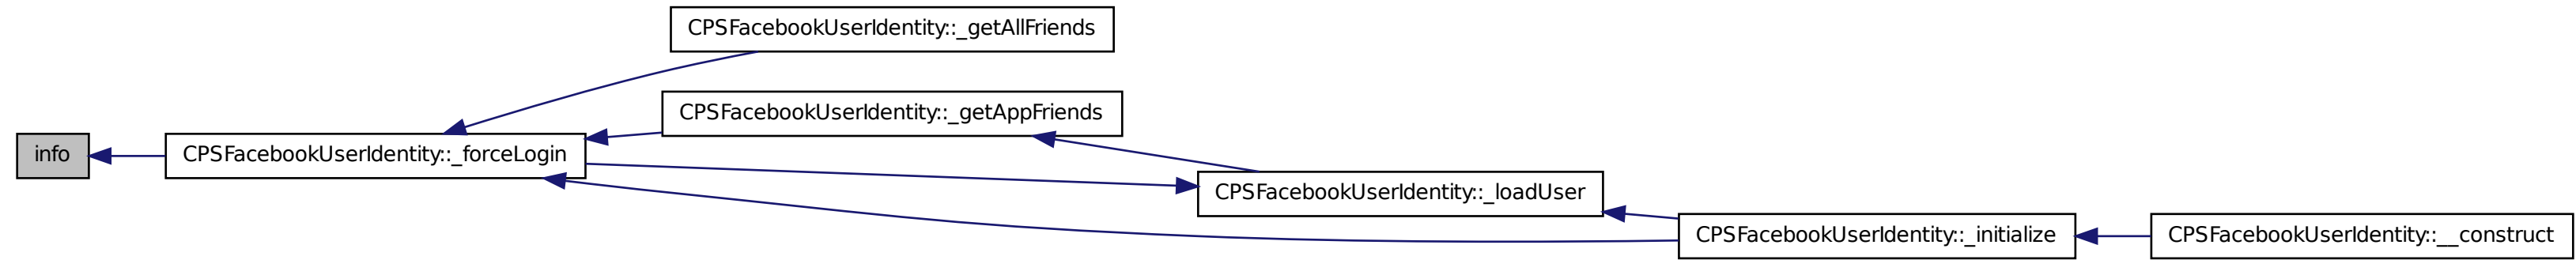 CPSFacebookUserIdentity::_getAllFriends
CPSFacebookUserIdentity::_getAppFriends
info
CPSFacebookUserIdentity::_forceLogin
CPSFacebookUserIdentity::_loadUser
CPSFacebookUserIdentity::_initialize
CPSFacebookUserIdentity::__construct